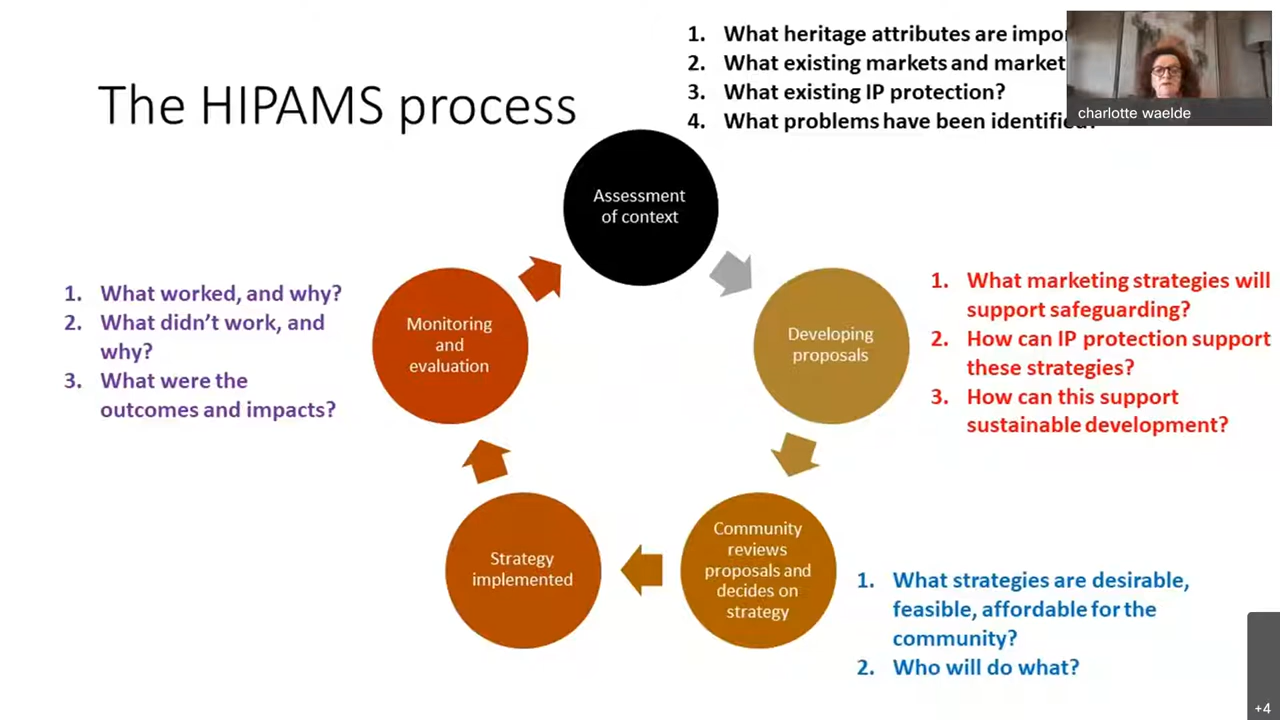 The HIPAMS process
1. What heritage attributes are
2. What existing markets and market
3. What existing IP protection?
4. What problems have been
charlotte waelde
Assessment
of context
Developing
proposals
1. What marketing strategies will
support safeguarding?
2. How can IP protection support
these strategies?
3. How can this support
sustainable development?
Community
reviews
proposals and
decides on
strategy
1. What strategies are desirable,
feasible, affordable for the
community?
2. Who will do what?
Strategy
implemented
Monitoring
and
evaluation
1. What worked, and why?
2. What didn't work, and
why?
3. What were the
outcomes and impacts?
+4